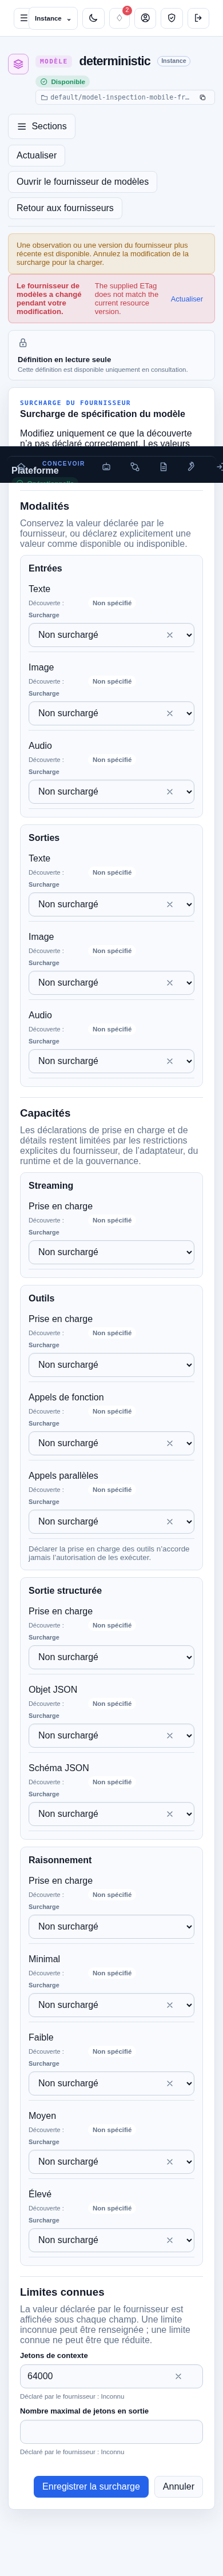 Instance
2
MODÈLE deterministic Instance
Disponible
default/model-inspection-mobile-fr…
Sections
Actualiser
Ouvrir le fournisseur de modèles
Retour aux fournisseurs
Une observation ou une version du fournisseur plus
récente est disponible. Annulez la modification de la
surcharge pour la charger.
Le fournisseur de
modèles a changé
pendant votre
modification.
The supplied ETag
does not match the
current resource
version.
Actualiser
Définition en lecture seule
Cette définition est disponible uniquement en consultation.
SURCHARGE DU FOURNISSEUR
Surcharge de spécification du modèle
Modifiez uniquement ce que la découverte
n'a pas déclaré correctement. Les valeurs
CONCEVOIR
Plateforme
Modalités
Conservez la valeur déclarée par le
fournisseur, ou déclarez explicitement une
valeur comme disponible ou indisponible.
Entrées
Texte
Découverte : Non spécifié
Surcharge
Non surchargé
Image
Découverte : Non spécifié
Surcharge
Non surchargé
Audio
Découverte : Non spécifié
Surcharge
Non surchargé
Sorties
Texte
Découverte : Non spécifié
Surcharge
Non surchargé
Image
Découverte : Non spécifié
Surcharge
Non surchargé
Audio
Découverte : Non spécifié
Surcharge
Non surchargé
Capacités
Les déclarations de prise en charge et de
détails restent limitées par les restrictions
explicites du fournisseur, de l'adaptateur, du
runtime et de la gouvernance.
Streaming
Prise en charge
Découverte : Non spécifié
Surcharge
Non surchargé
Outils
Prise en charge
Découverte : Non spécifié
Surcharge
Non surchargé
Appels de fonction
Découverte : Non spécifié
Surcharge
Non surchargé
Appels parallèles
Découverte : Non spécifié
Surcharge
Non surchargé
Déclarer la prise en charge des outils n'accorde
jamais l'autorisation de les exécuter.
Sortie structurée
Prise en charge
Découverte : Non spécifié
Surcharge
Non surchargé
Objet JSON
Découverte : Non spécifié
Surcharge
Non surchargé
Schéma JSON
Découverte : Non spécifié
Surcharge
Non surchargé
Raisonnement
Prise en charge
Découverte : Non spécifié
Surcharge
Non surchargé
Minimal
Découverte : Non spécifié
Surcharge
Non surchargé
Faible
Découverte : Non spécifié
Surcharge
Non surchargé
Moyen
Découverte : Non spécifié
Surcharge
Non surchargé
Élevé
Découverte : Non spécifié
Surcharge
Non surchargé
Limites connues
La valeur déclarée par le fournisseur est
affichée sous chaque champ. Une limite
inconnue peut être renseignée ; une limite
connue ne peut être que réduite.
Jetons de contexte
64000
Déclaré par le fournisseur : Inconnu
Nombre maximal de jetons en sortie
Déclaré par le fournisseur : Inconnu
Enregistrer la surcharge Annuler